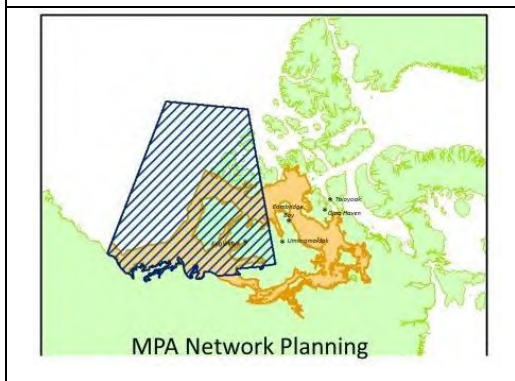 Taloyoak
Cambridge
Bay
Gjoa Haven
Umingmaktok
MPA Network Planning